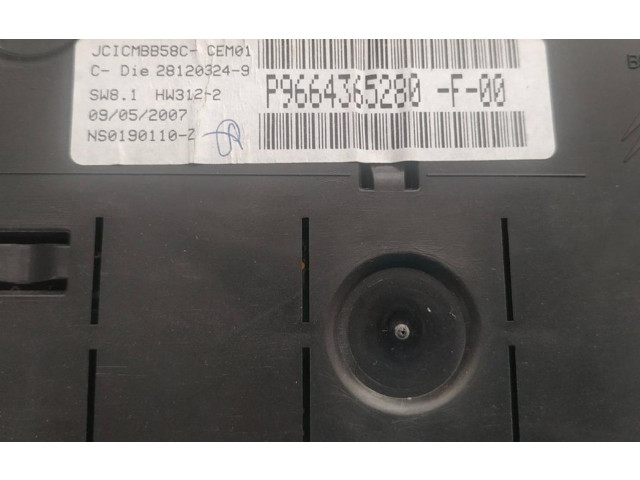 JCICMBB58C- CEM01
C- Die 28120324-9
SW8.1 HW312-2
09/05/2007
NS0190110-2
P9664365280 -F-00